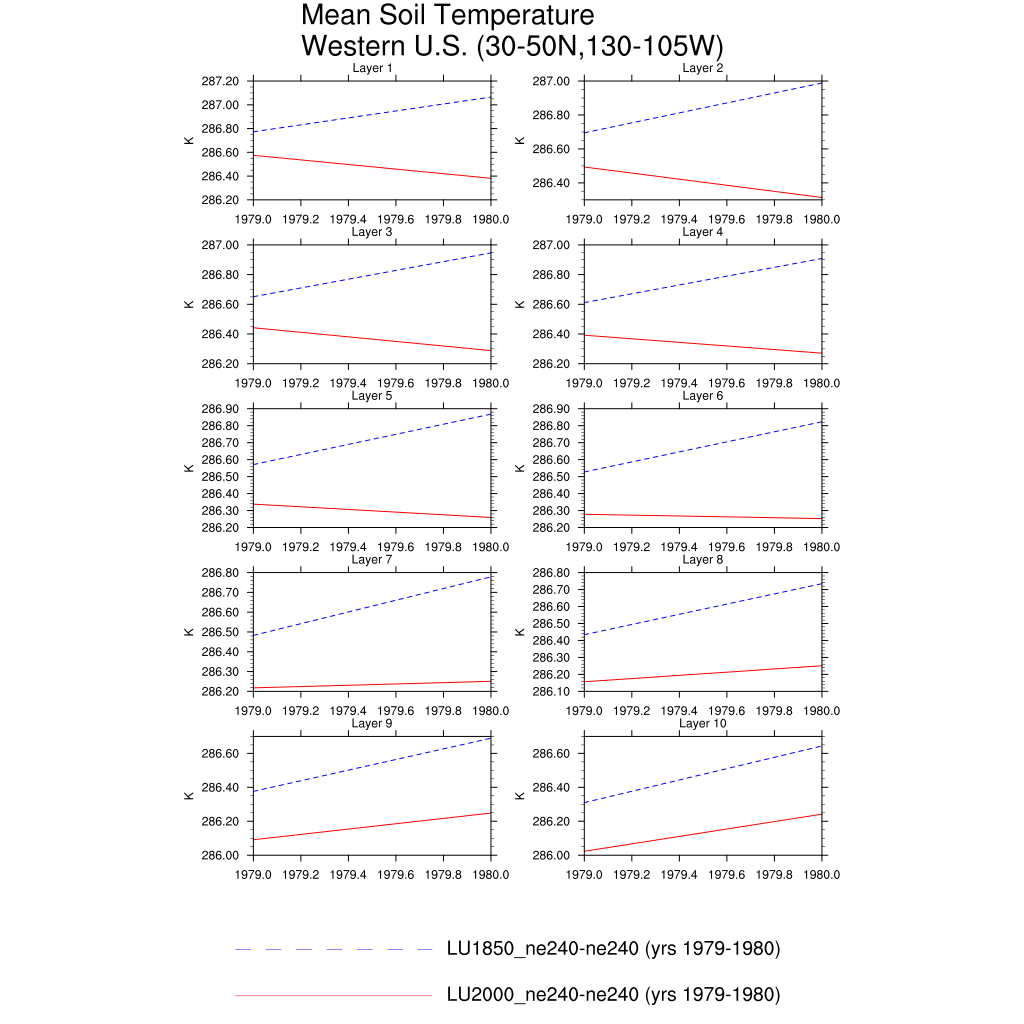 Mean Soil Temperature
Western U.S. (30-50N,130-105W)
Layer 1
287.20
287.00
286.80
286.60
286.40
286.20
K
1979.0 1979.2 1979.4 1979.6 1979.8 1980.0
Layer 2
287.00
286.80
286.60
286.40
K
1979.0 1979.2 1979.4 1979.6 1979.8 1980.0
Layer 3
287.00
286.80
286.60
286.40
286.20
K
1979.0 1979.2 1979.4 1979.6 1979.8 1980.0
Layer 4
287.00
286.80
286.60
286.40
286.20
K
1979.0 1979.2 1979.4 1979.6 1979.8 1980.0
Layer 5
286.90
286.80
286.70
286.60
286.50
286.40
286.30
286.20
K
1979.0 1979.2 1979.4 1979.6 1979.8 1980.0
Layer 6
286.90
286.80
286.70
286.60
286.50
286.40
286.30
286.20
K
1979.0 1979.2 1979.4 1979.6 1979.8 1980.0
Layer 7
286.80
286.70
286.60
286.50
286.40
286.30
286.20
K
1979.0 1979.2 1979.4 1979.6 1979.8 1980.0
Layer 8
286.80
286.70
286.60
286.50
286.40
286.30
286.20
286.10
K
1979.0 1979.2 1979.4 1979.6 1979.8 1980.0
Layer 9
286.60
286.40
286.20
286.00
K
1979.0 1979.2 1979.4 1979.6 1979.8 1980.0
Layer 10
286.60
286.40
286.20
286.00
K
1979.0 1979.2 1979.4 1979.6 1979.8 1980.0
LU1850_ne240-ne240 (yrs 1979-1980)
LU2000_ne240-ne240 (yrs 1979-1980)